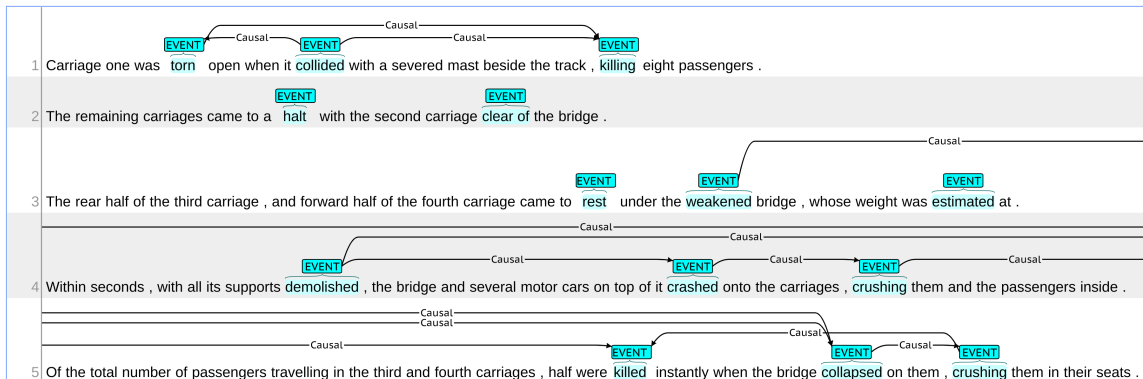 Causal
EVENT Causal EVENT Causal EVENT
1 Carriage one was torn open when it collided with a severed mast beside the track , killing eight passengers .
EVENT EVENT
2 The remaining carriages came to a halt with the second carriage clear of the bridge .
Causal
EVENT EVENT EVENT
3 The rear half of the third carriage , and forward half of the fourth carriage came to rest under the weakened bridge , whose weight was estimated at .
Causal
Causal
EVENT Causal EVENT Causal EVENT Causal
4 Within seconds , with all its supports demolished , the bridge and several motor cars on top of it crashed onto the carriages , crushing them and the passengers inside .
Causal
Causal
Causal
Causal EVENT EVENT Causal EVENT
5 Of the total number of passengers travelling in the third and fourth carriages , half were killed instantly when the bridge collapsed on them , crushing them in their seats .